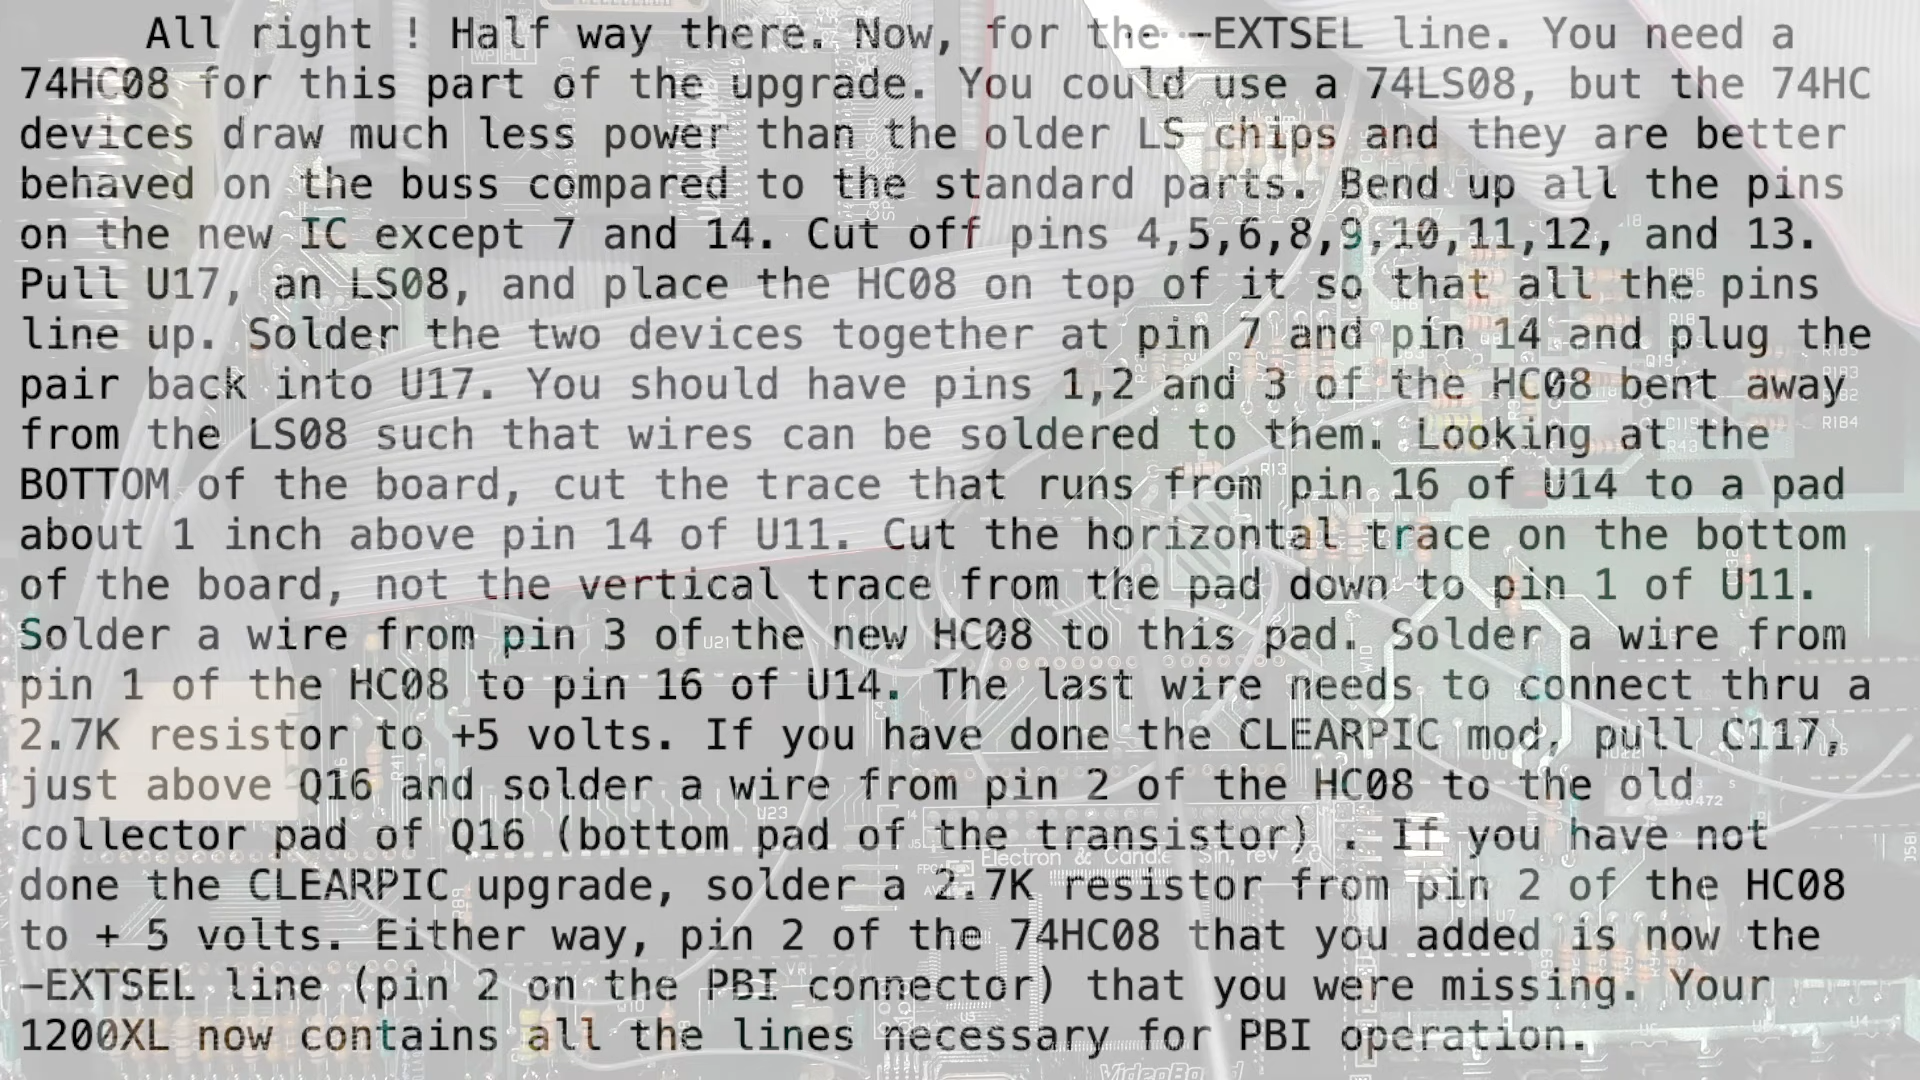 All right ! Half way there. Now, for the -EXTSEL line. You need a
74HC08 for this part of the upgrade. You could use a 74LS08, but the 74HC
devices draw much less power than the older LS chips and they are better
behaved on the buss compared to the standard parts. Bend up all the pins
on the new IC except 7 and 14. Cut off pins 4,5,6,8,9,10,11,12, and 13.
Pull U17, an LS08, and place the HC08 on top of it so that all the pins
line up. Solder the two devices together at pin 7 and pin 14 and plug the
pair back into U17. You should have pins 1,2 and 3 of the HC08 bent away
from the LS08 such that wires can be soldered to them. Looking at the
BOTTOM of the board, cut the trace that runs from pin 16 of U14 to a pad
about 1 inch above pin 14 of U11. Cut the horizontal trace on the bottom
of the board, not the vertical trace from the pad down to pin 1 of U11.
Solder a wire from pin 3 of the new HC08 to this pad. Solder a wire from
pin 1 of the HC08 to pin 16 of U14. The last wire needs to connect thru a
2.7K resistor to +5 volts. If you have done the CLEARPIC mod, pull C117,
just above Q16 and solder a wire from pin 2 of the HC08 to the old
collector pad of Q16 (bottom pad of the transistor) . If you have not
done the CLEARPIC upgrade, solder a 2.7K resistor from pin 2 of the HC08
to + 5 volts. Either way, pin 2 of the 74HC08 that you added is now the
-EXTSEL line (pin 2 on the PBI connector) that you were missing. Your
1200XL now contains all the lines necessary for PBI operation.